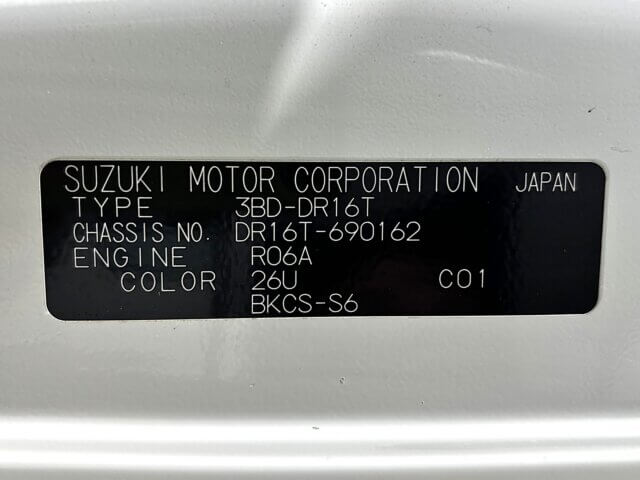 SUZUKI MOTOR CORPORATION JAPAN
TYPE 3BD-DR16T
CHASSIS NO. DR16T-690162
ENGINE R06A
COLOR 26U C01
BKCS-S6